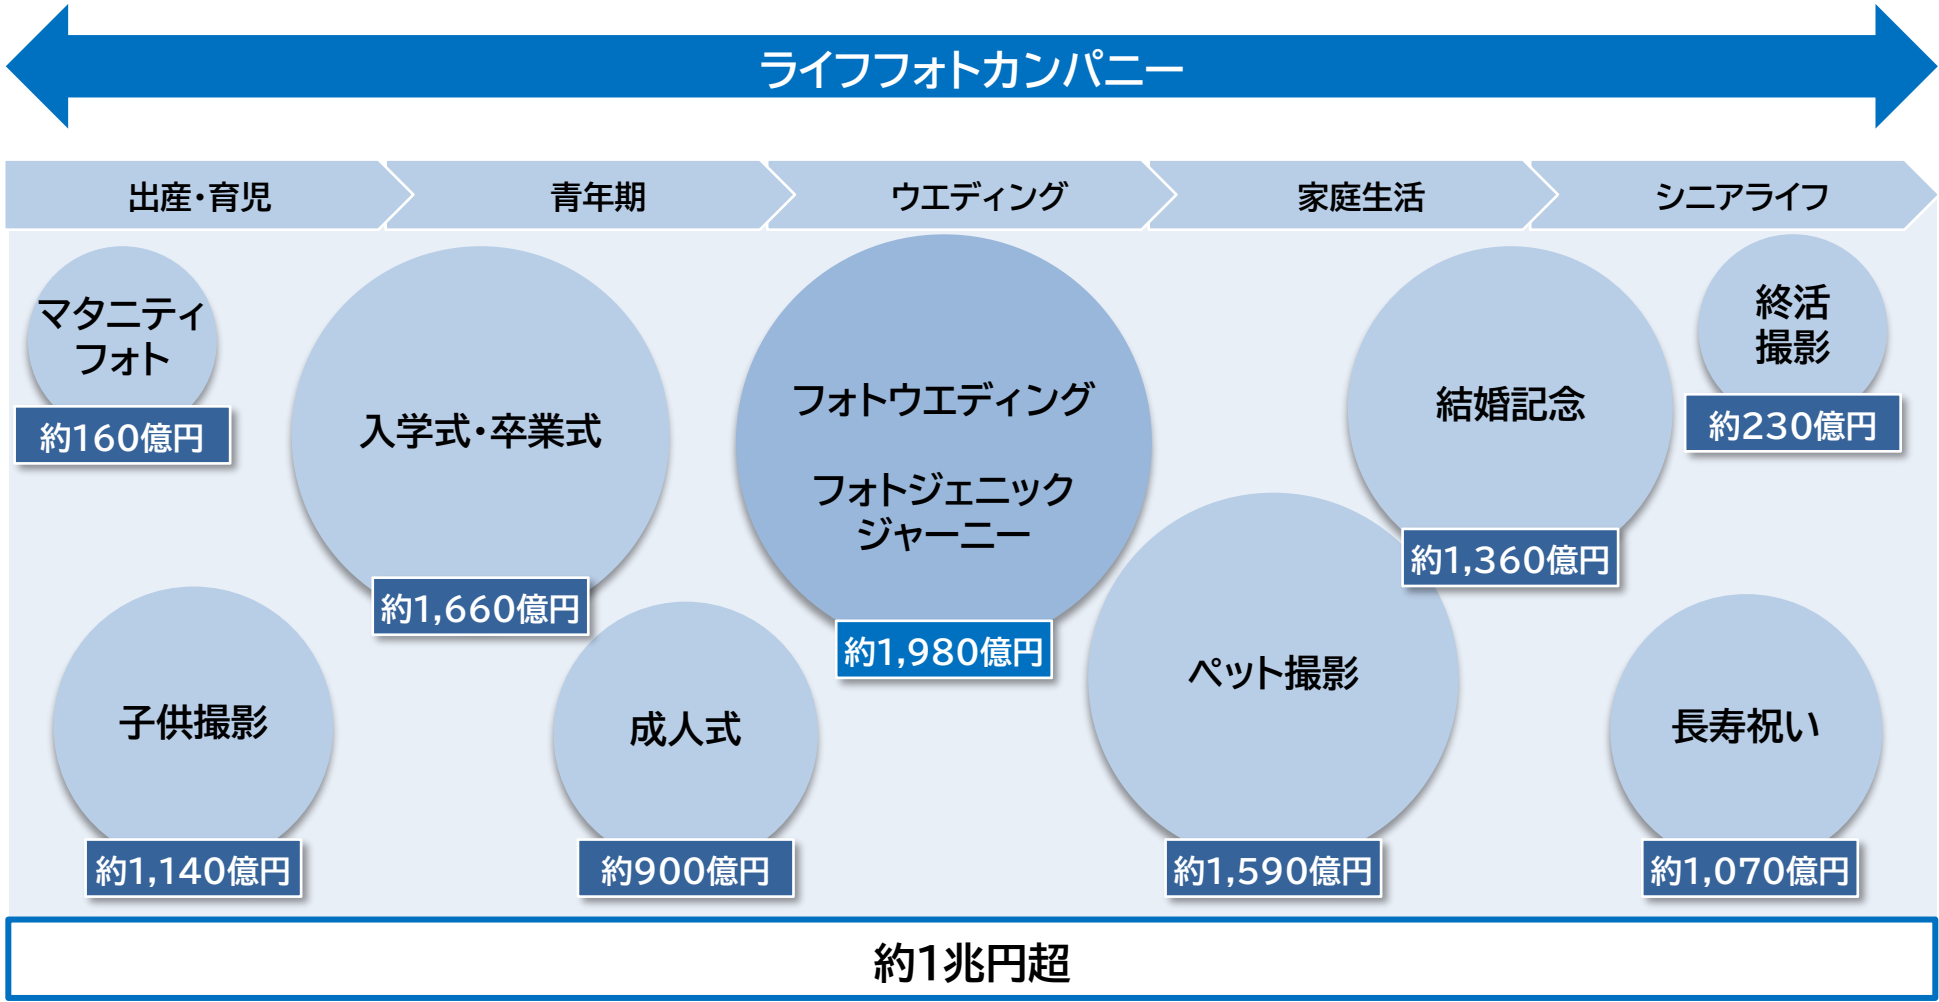 ライフフォトカンパニー
出産・育児
青年期
ウエディング
家庭生活
シニアライフ
マタニティ
フォト
約160億円
入学式・卒業式
約1,660億円
フォトウエディング
フォトジェニック
ジャーニー
約1,980億円
結婚記念
約1,360億円
終活
撮影
約230億円
子供撮影
約1,140億円
成人式
約900億円
ペット撮影
約1,590億円
長寿祝い
約1,070億円
約1兆円超